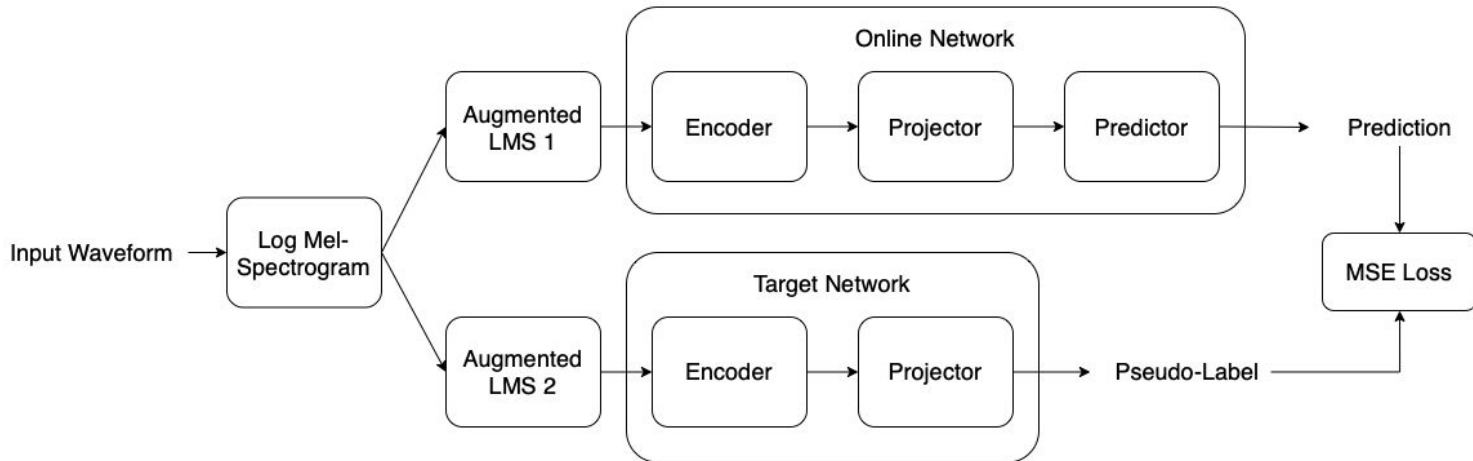 Online Network
Augmented
LMS 1
Encoder
Projector
Predictor
Prediction
Input Waveform
Log Mel-
Spectrogram
MSE Loss
Target Network
Augmented
LMS 2
Encoder
Projector
Pseudo-Label